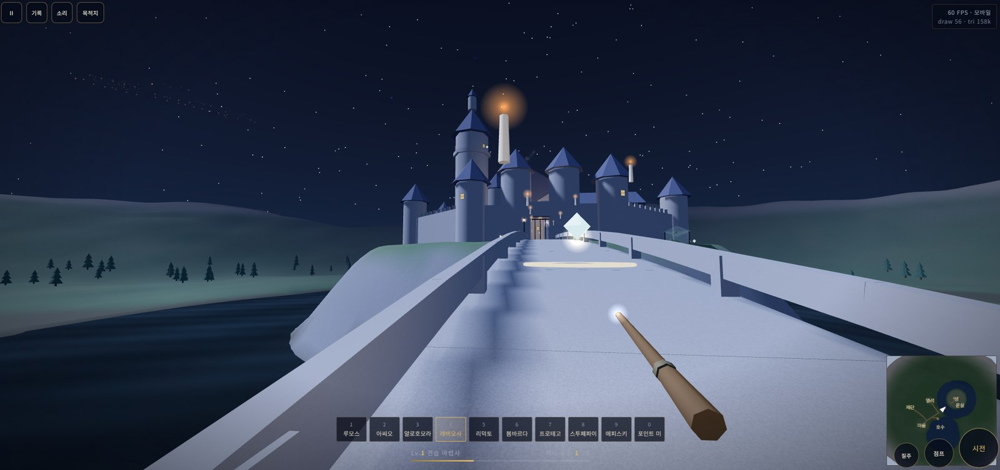 II
기록
소리
목적지
60 FPS · 모바일
draw 56 · tri 158k
열석
성
온실
제단
마을
호수
1
루모스
2
아씨오
3
알로호모라
4
레비오사
5
리덕토
6
봄바르다
7
프로테고
8
스투페파이
9
에피스키
0
포인트 미
Lv.1 견습 마법사
1
질주
점프
시전